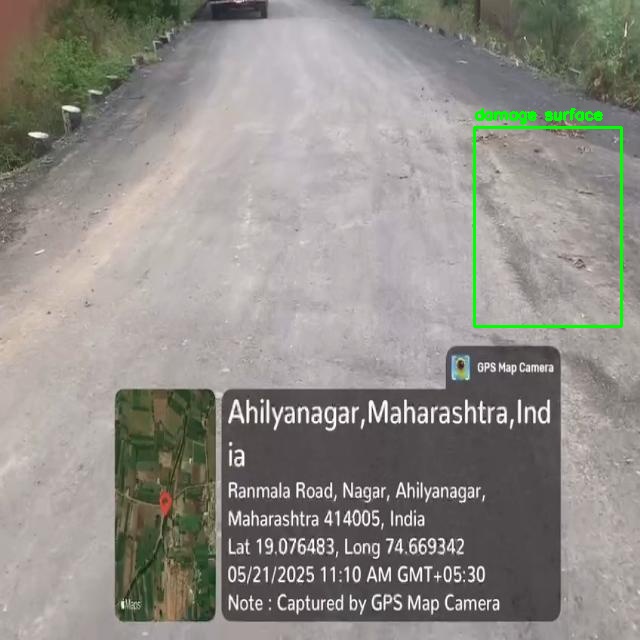 damage surface
GPS Map Camera
Ahilyanagar,Maharashtra,Ind
ia
Ranmala Road, Nagar, Ahilyanagar,
Maharashtra 414005, India
Lat 19.076483, Long 74.669342
05/21/2025 11:10 AM GMT+05:30
Note : Captured by GPS Map Camera
Maps